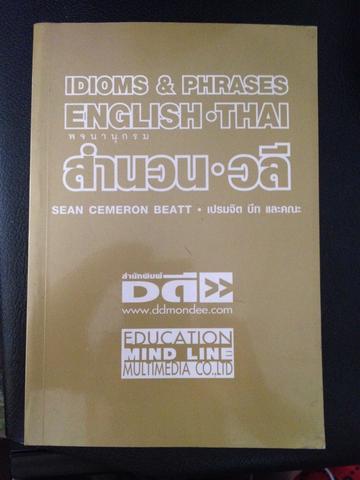 IDIOMS & PHRASES
ENGLISH•THAI
พจนานุกรม
สำนวน•วลี
SEAN CEMERON BEATT • เปรมจิต บีท และคณะ
สำนักพิมพ์
ดดี
www.ddmondee.com
EDUCATION
MIND LINE
MULTIMEDIA CO.,LTD